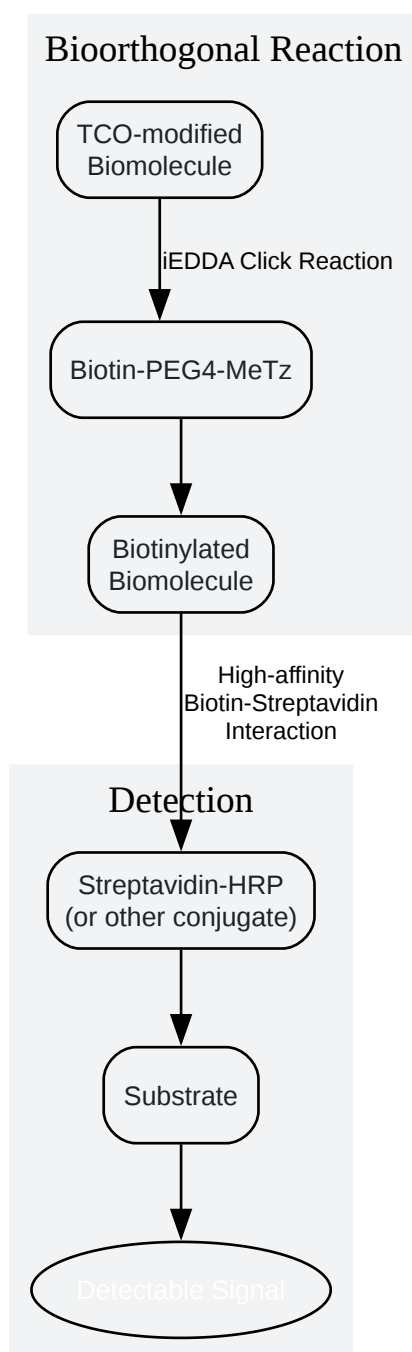 Bioorthogonal Reaction
TCO-modified
Biomolecule
iEDDA Click Reaction
Biotin-PEG4-MeTz
Biotinylated
Biomolecule
High-affinity
Biotin-Streptavidin
Interaction
Detection
Streptavidin-HRP
(or other conjugate)
Substrate
Detectable Signal